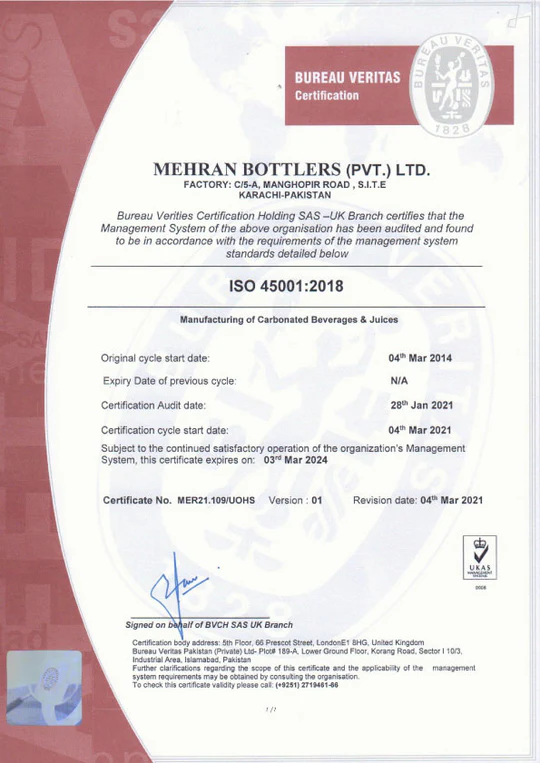 BUREAU VERITAS
Certification
BUREAU VERITAS
1828
MEHRAN BOTTLERS (PVT.) LTD.
FACTORY: C/5-A, MANGHOPIR ROAD , S.I.T.E
KARACHI-PAKISTAN
Bureau Verities Certification Holding SAS –UK Branch certifies that the
Management System of the above organisation has been audited and found
to be in accordance with the requirements of the management system
standards detailed below
ISO 45001:2018
Manufacturing of Carbonated Beverages & Juices
Original cycle start date: 04th Mar 2014
Expiry Date of previous cycle: N/A
Certification Audit date: 28th Jan 2021
Certification cycle start date: 04th Mar 2021
Subject to the continued satisfactory operation of the organization's Management
System, this certificate expires on: 03rd Mar 2024
Certificate No. MER21.109/UOHS Version : 01 Revision date: 04th Mar 2021
UKAS
MANAGEMENT
SYSTEMS
0008
Signed on behalf of BVCH SAS UK Branch
Certification body address: 5th Floor, 66 Prescot Street, LondonE1 8HG, United Kingdom
Bureau Veritas Pakistan (Private) Ltd- Plot# 189-A, Lower Ground Floor, Korang Road, Sector I 10/3,
Industrial Area, Islamabad, Pakistan
Further clarifications regarding the scope of this certificate and the applicability of the management
system requirements may be obtained by consulting the organisation.
To check this certificate validity please call: (+9251) 2719461-66
1 / 1